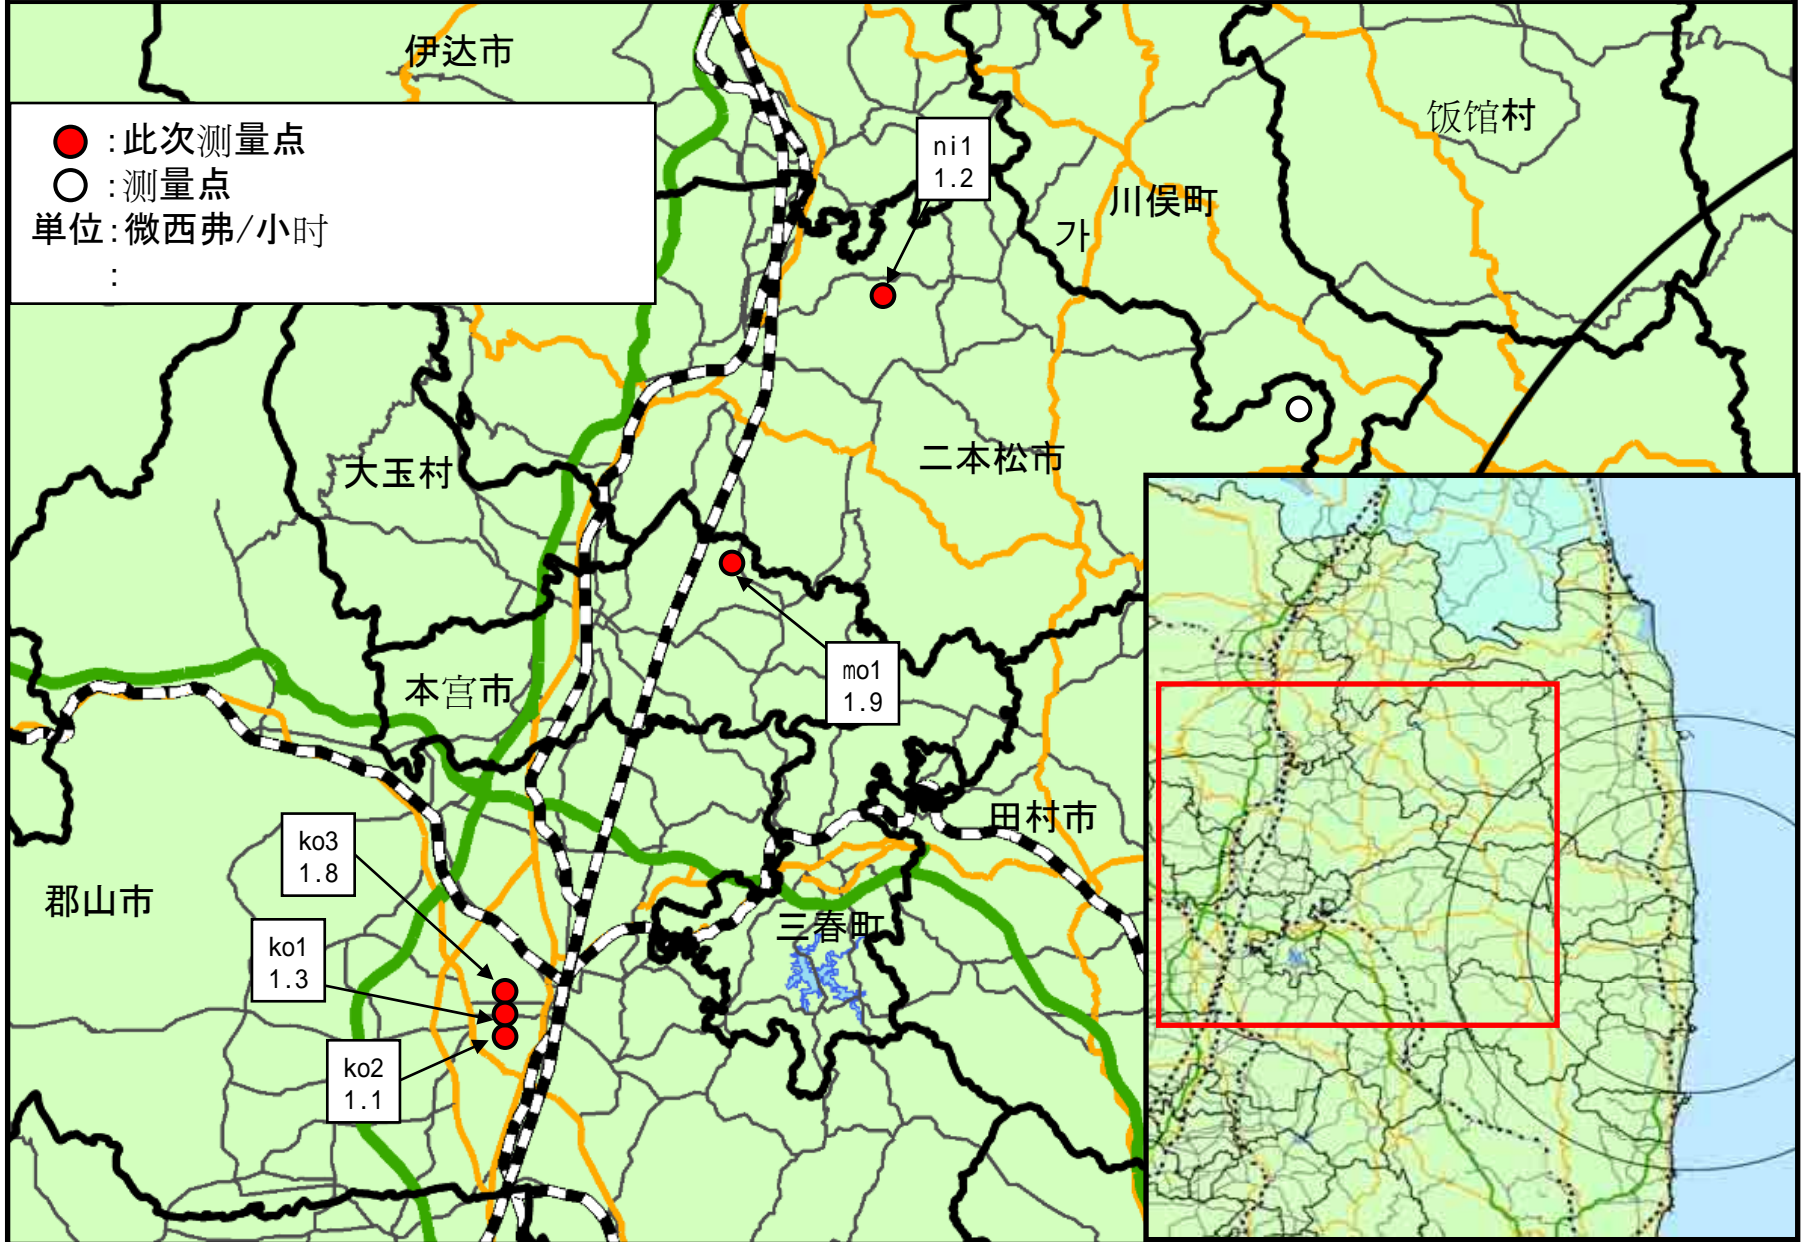 伊达市
:此次测量点
:测量点
単位:微西弗/小时
:
ni1
1.2
饭馆村
川俣町
가
大玉村
二本松市
本宫市
mo1
1.9
田村市
ko3
1.8
郡山市
三春町
ko1
1.3
ko2
1.1